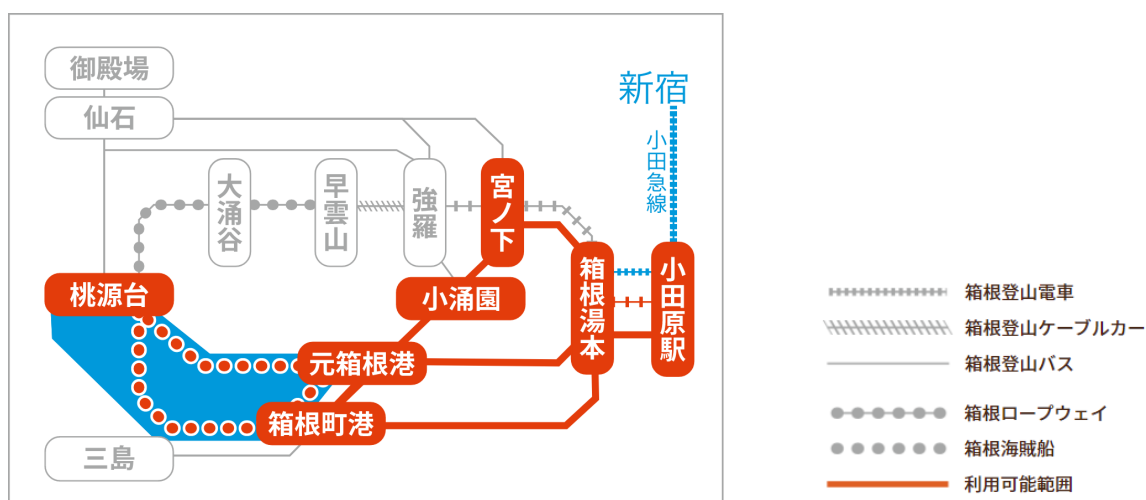 御殿場
仙石
新宿
小田急線
大涌谷
早雲山
強羅
宮ノ下
箱根湯本
小田原駅
桃源台
小涌園
元箱根港
箱根町港
三島
箱根登山電車
箱根登山ケーブルカー
箱根登山バス
箱根ロープウェイ
箱根海賊船
利用可能範囲